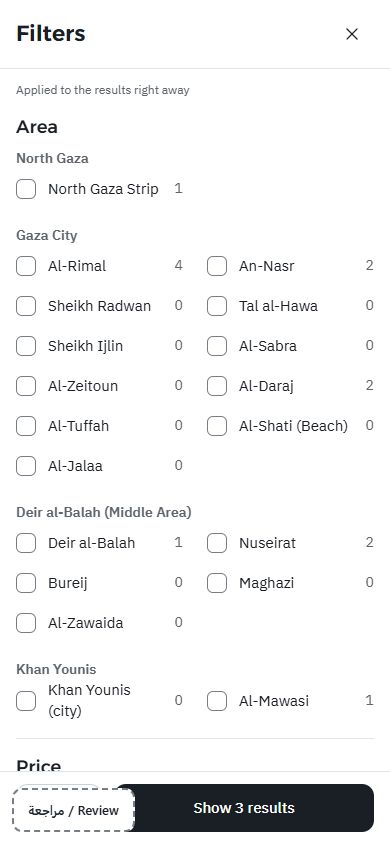 Filters
Applied to the results right away
Area
North Gaza
North Gaza Strip 1
Gaza City
Al-Rimal 4 An-Nasr 2
Sheikh Radwan 0 Tal al-Hawa 0
Sheikh Ijlin 0 Al-Sabra 0
Al-Zeitoun 0 Al-Daraj 2
Al-Tuffah 0 Al-Shati (Beach) 0
Al-Jalaa 0
Deir al-Balah (Middle Area)
Deir al-Balah 1 Nuseirat 2
Bureij 0 Maghazi 0
Al-Zawaida 0
Khan Younis
Khan Younis (city) 0 Al-Mawasi 1
Price
مراجعة / Review
Show 3 results